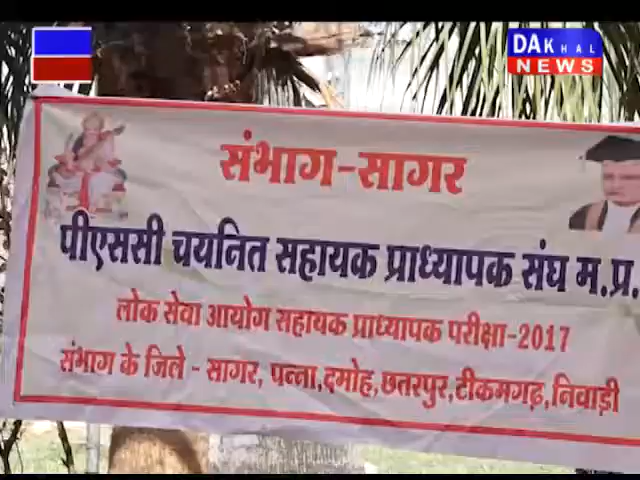 DAKHAL
NEWS
संभाग-सागर
पीएससी चयनित सहायक प्राध्यापक संघ म.प्र.
लोक सेवा आयोग सहायक प्राध्यापक परीक्षा-2017
संभाग के जिले - सागर, पन्ना,दमोह,छतरपुर,टीकमगढ़,निवाड़ी